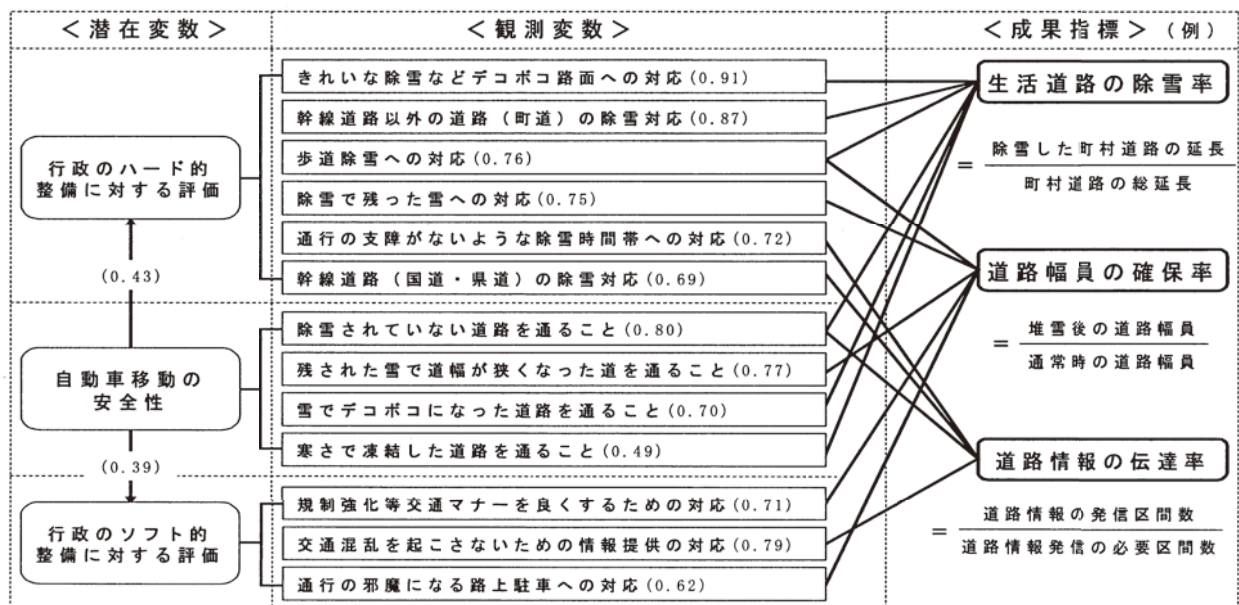 ＜潜在変数＞
＜観測変数＞
＜成果指標＞（例）
行政のハード的
整備に対する評価
(0.43)
自動車移動の
安全性
(0.39)
行政のソフト的
整備に対する評価
きれいな除雪などデコボコ路面への対応(0.91)
幹線道路以外の道路（町道）の除雪対応(0.87)
歩道除雪への対応(0.76)
除雪で残った雪への対応(0.75)
通行の支障がないような除雪時間帯への対応(0.72)
幹線道路（国道・県道）の除雪対応(0.69)
除雪されていない道路を通ること(0.80)
残された雪で道幅が狭くなった道を通ること(0.77)
雪でデコボコになった道路を通ること(0.70)
寒さで凍結した道路を通ること(0.49)
規制強化等交通マナーを良くするための対応(0.71)
交通混乱を起こさないための情報提供の対応(0.79)
通行の邪魔になる路上駐車への対応(0.62)
生活道路の除雪率
除雪した町村道路の延長
=
町村道路の総延長
道路幅員の確保率
堆雪後の道路幅員
=
通常時の道路幅員
道路情報の伝達率
道路情報の発信区間数
=
道路情報発信の必要区間数